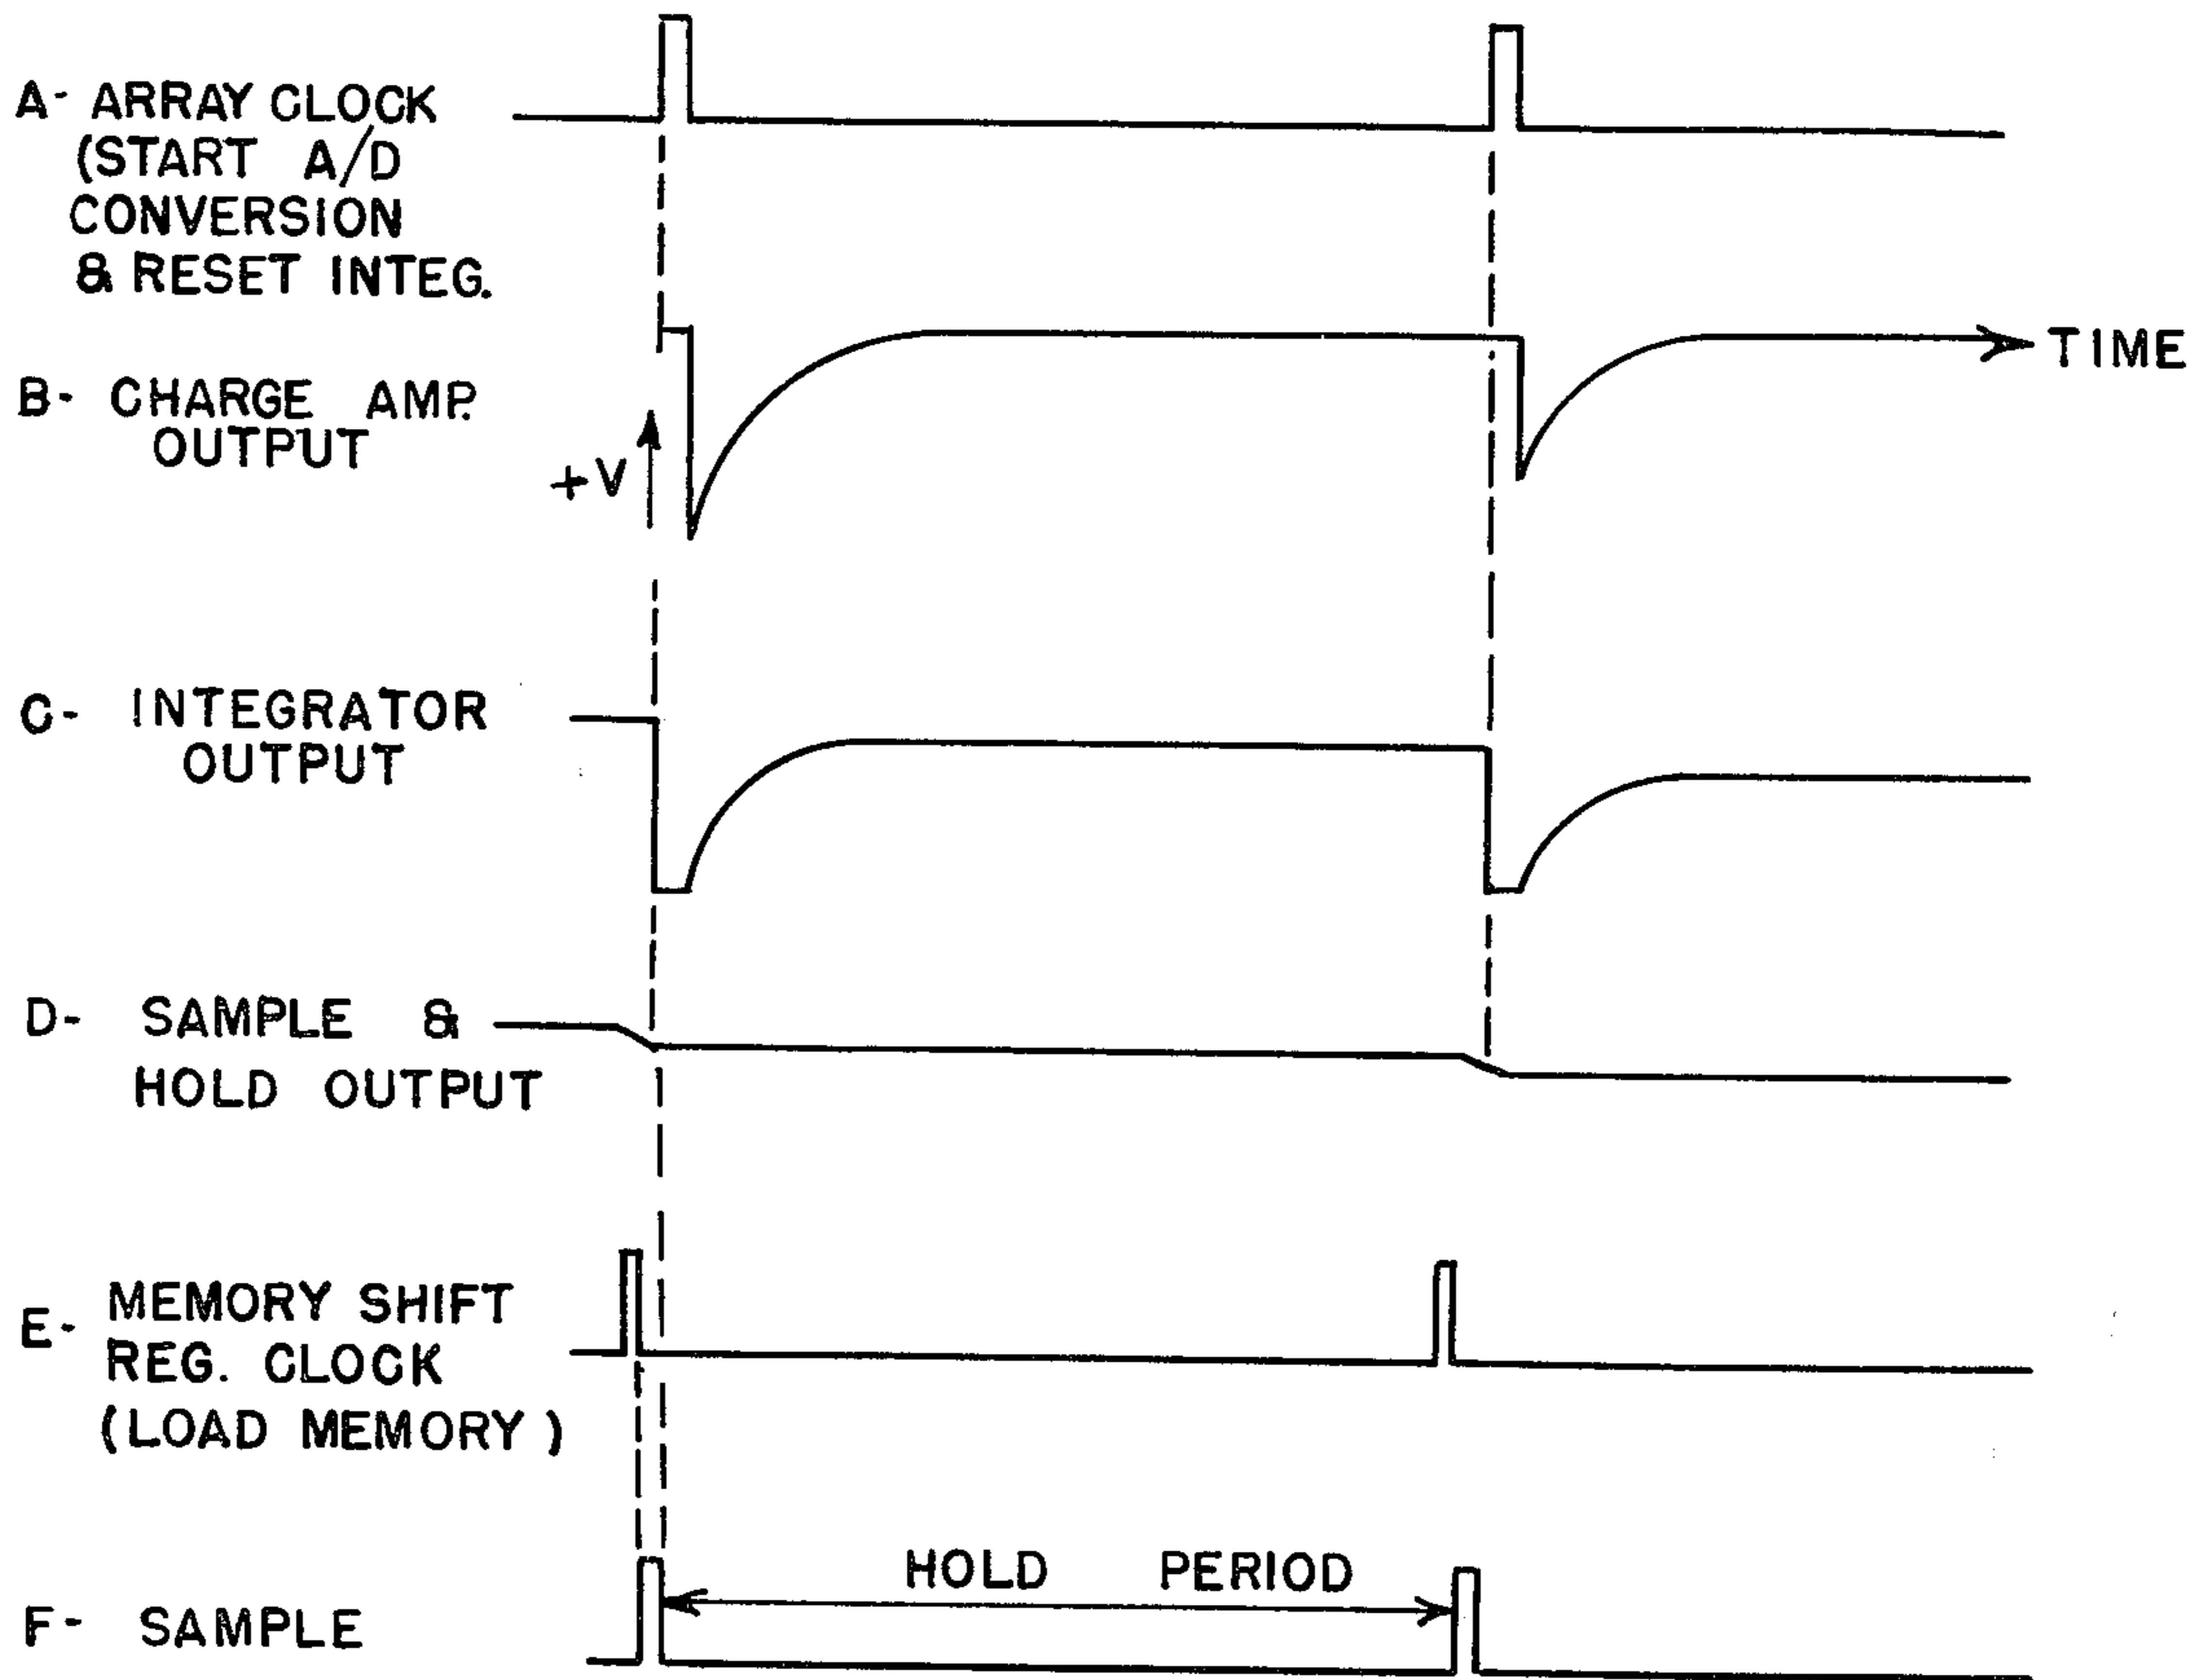 A- ARRAY CLOCK
(START A/D
CONVERSION
& RESET INTEG.
TIME
B- CHARGE AMP.
OUTPUT
+V
C- INTEGRATOR
OUTPUT
D- SAMPLE &
HOLD OUTPUT
E- MEMORY SHIFT
REG. CLOCK
(LOAD MEMORY)
HOLD PERIOD
F- SAMPLE